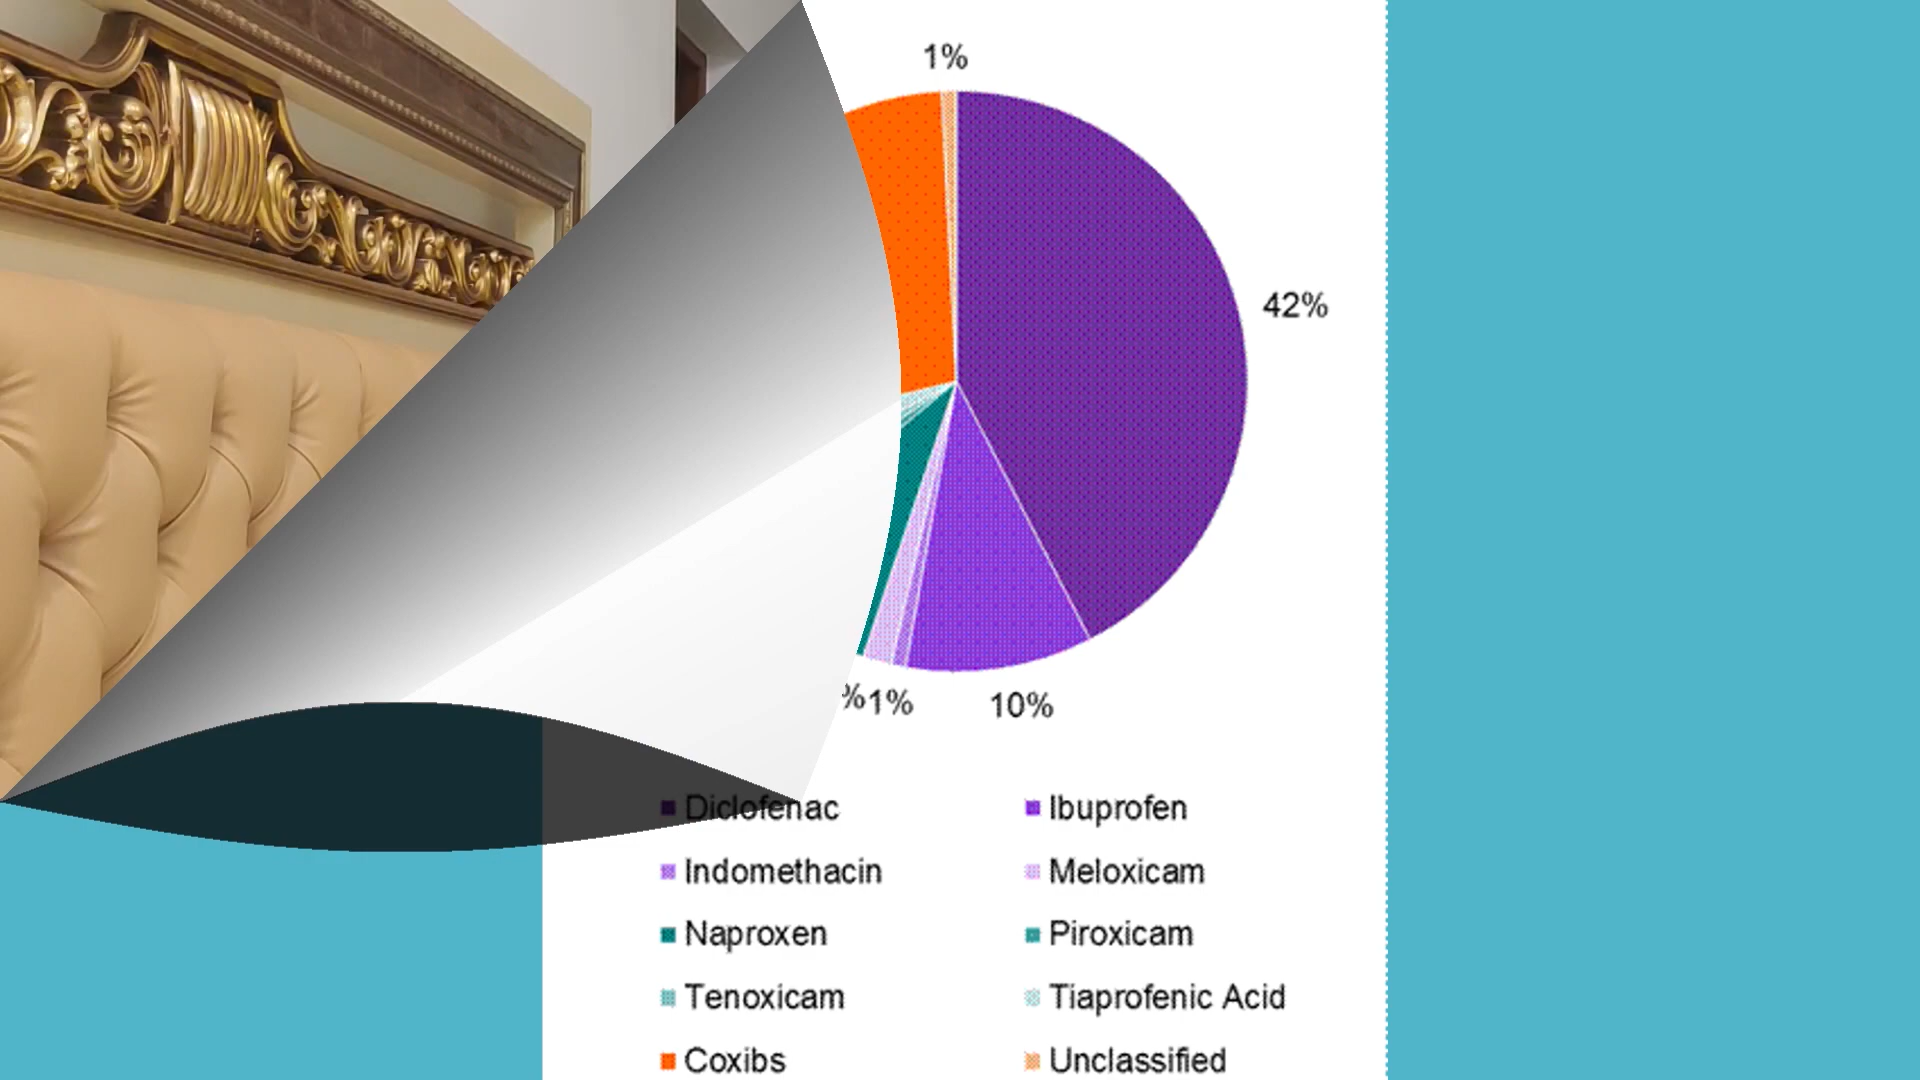 1%
42%
%1%
10%
Diclofenac
Ibuprofen
Indomethacin
Meloxicam
Naproxen
Piroxicam
Tenoxicam
Tiaprofenic Acid
Coxibs
Unclassified